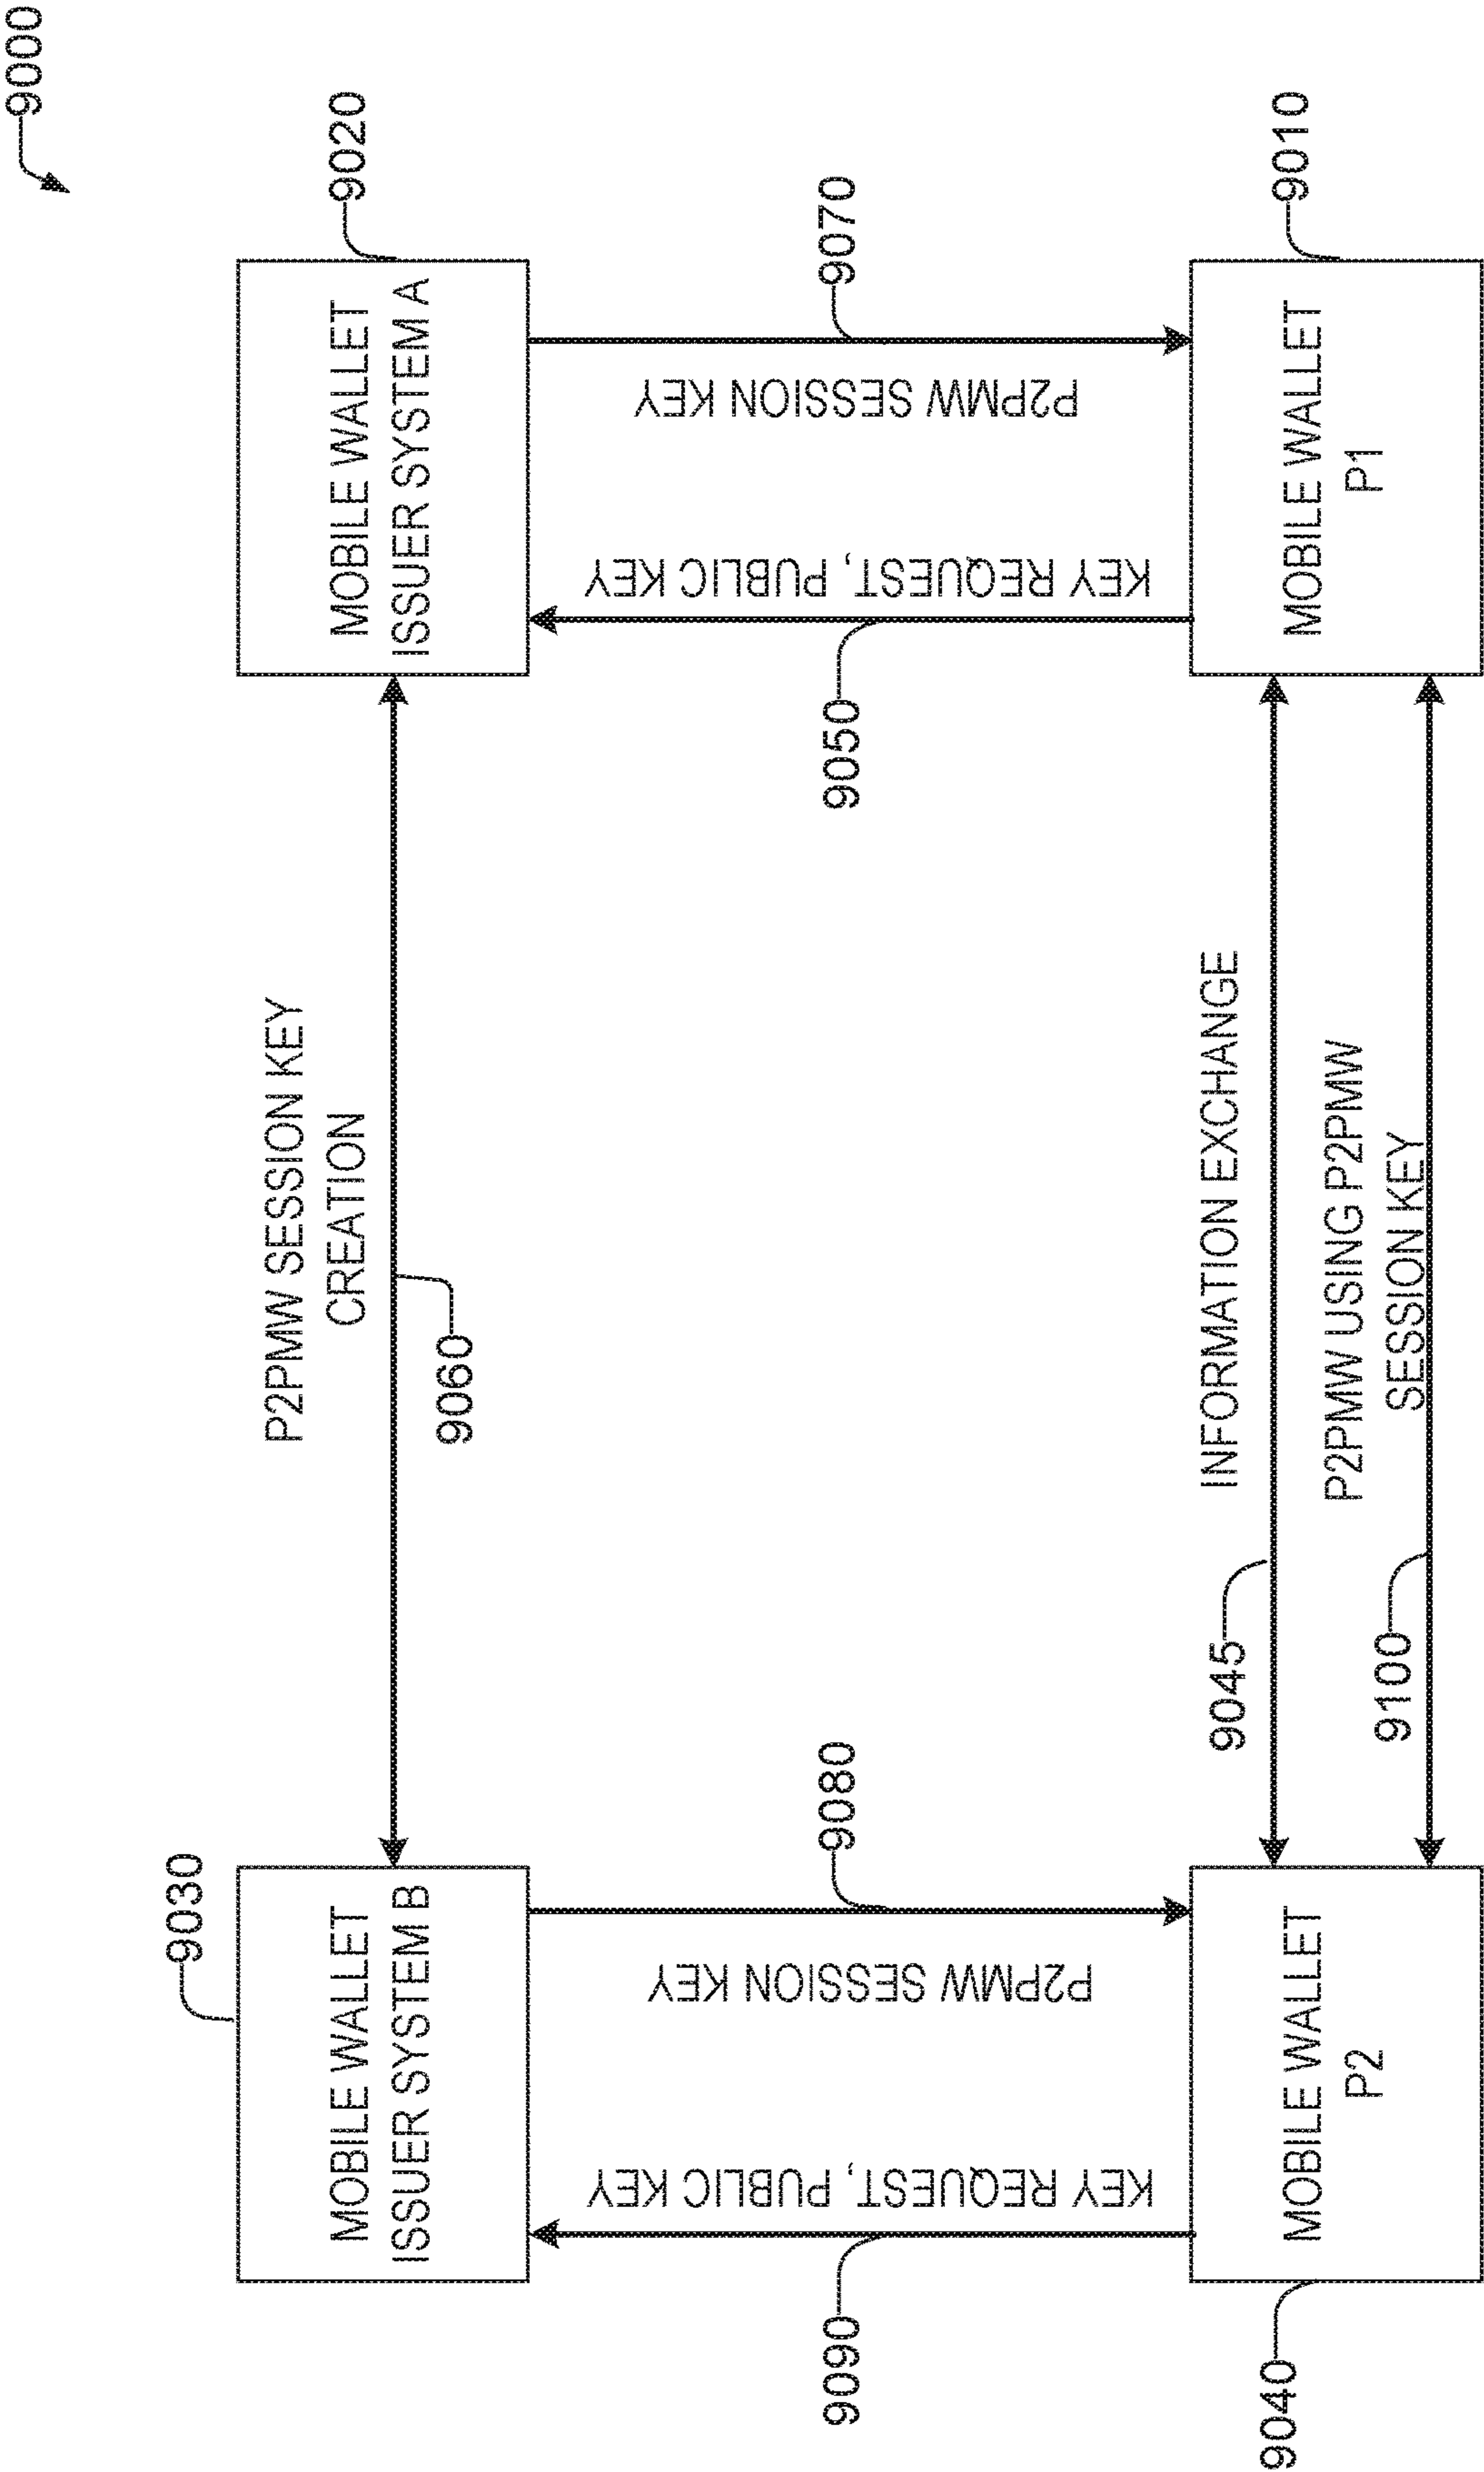 9000
9030
MOBILE WALLET
ISSUER SYSTEM B
P2PMW SESSION KEY
CREATION
9060
MOBILE WALLET
ISSUER SYSTEM A
9020
9090
KEY REQUEST, PUBLIC KEY
P2PMW SESSION KEY
9080
9050
KEY REQUEST, PUBLIC KEY
P2PMW SESSION KEY
9070
9040
MOBILE WALLET
P2
9045
INFORMATION EXCHANGE
9100
P2PMW USING P2PMW
SESSION KEY
MOBILE WALLET
P1
9010